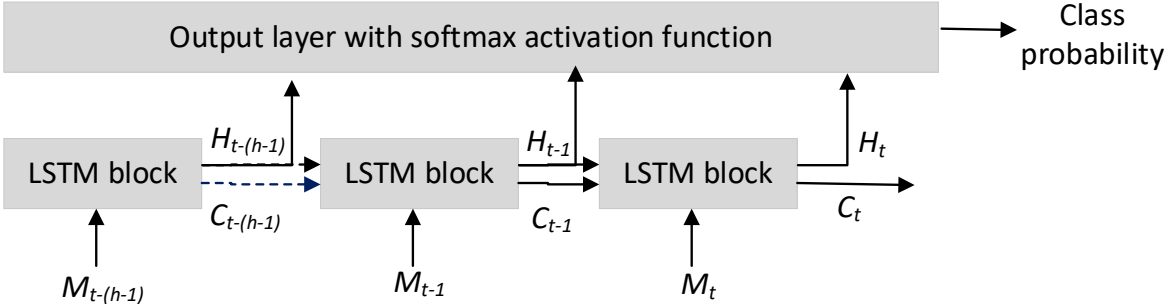 Output layer with softmax activation function
Class
probability
H_{t-(h-1)}
H_{t-1}
H_t
LSTM block
LSTM block
LSTM block
C_{t-(h-1)}
C_{t-1}
C_t
M_{t-(h-1)}
M_{t-1}
M_t